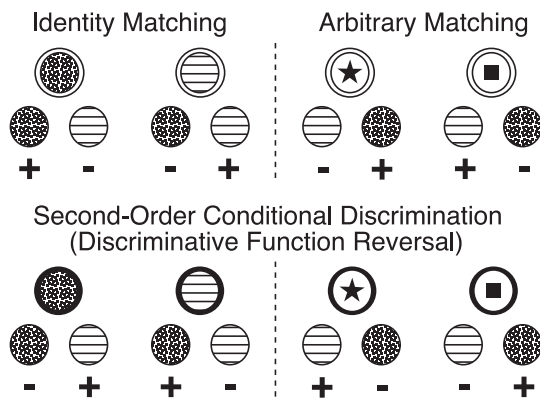 Identity Matching Arbitrary Matching
+ - - + - + + -
Second-Order Conditional Discrimination
(Discriminative Function Reversal)
- + + - + - - +